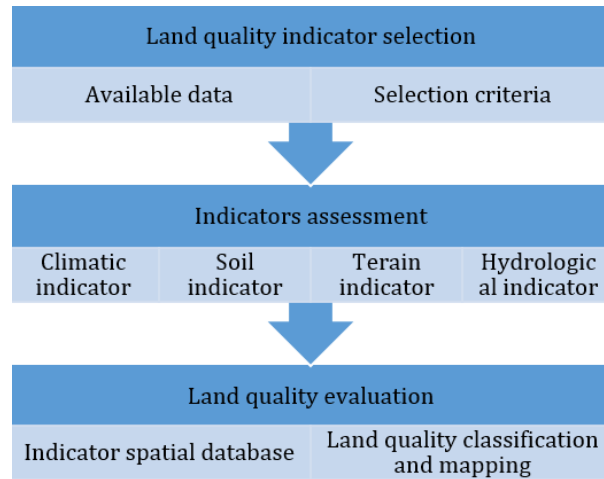 Land quality indicator selection
Available data
Selection criteria
Indicators assessment
Climatic
indicator
Soil
indicator
Terain
indicator
Hydrologic
al indicator
Land quality evaluation
Indicator spatial database
Land quality classification
and mapping